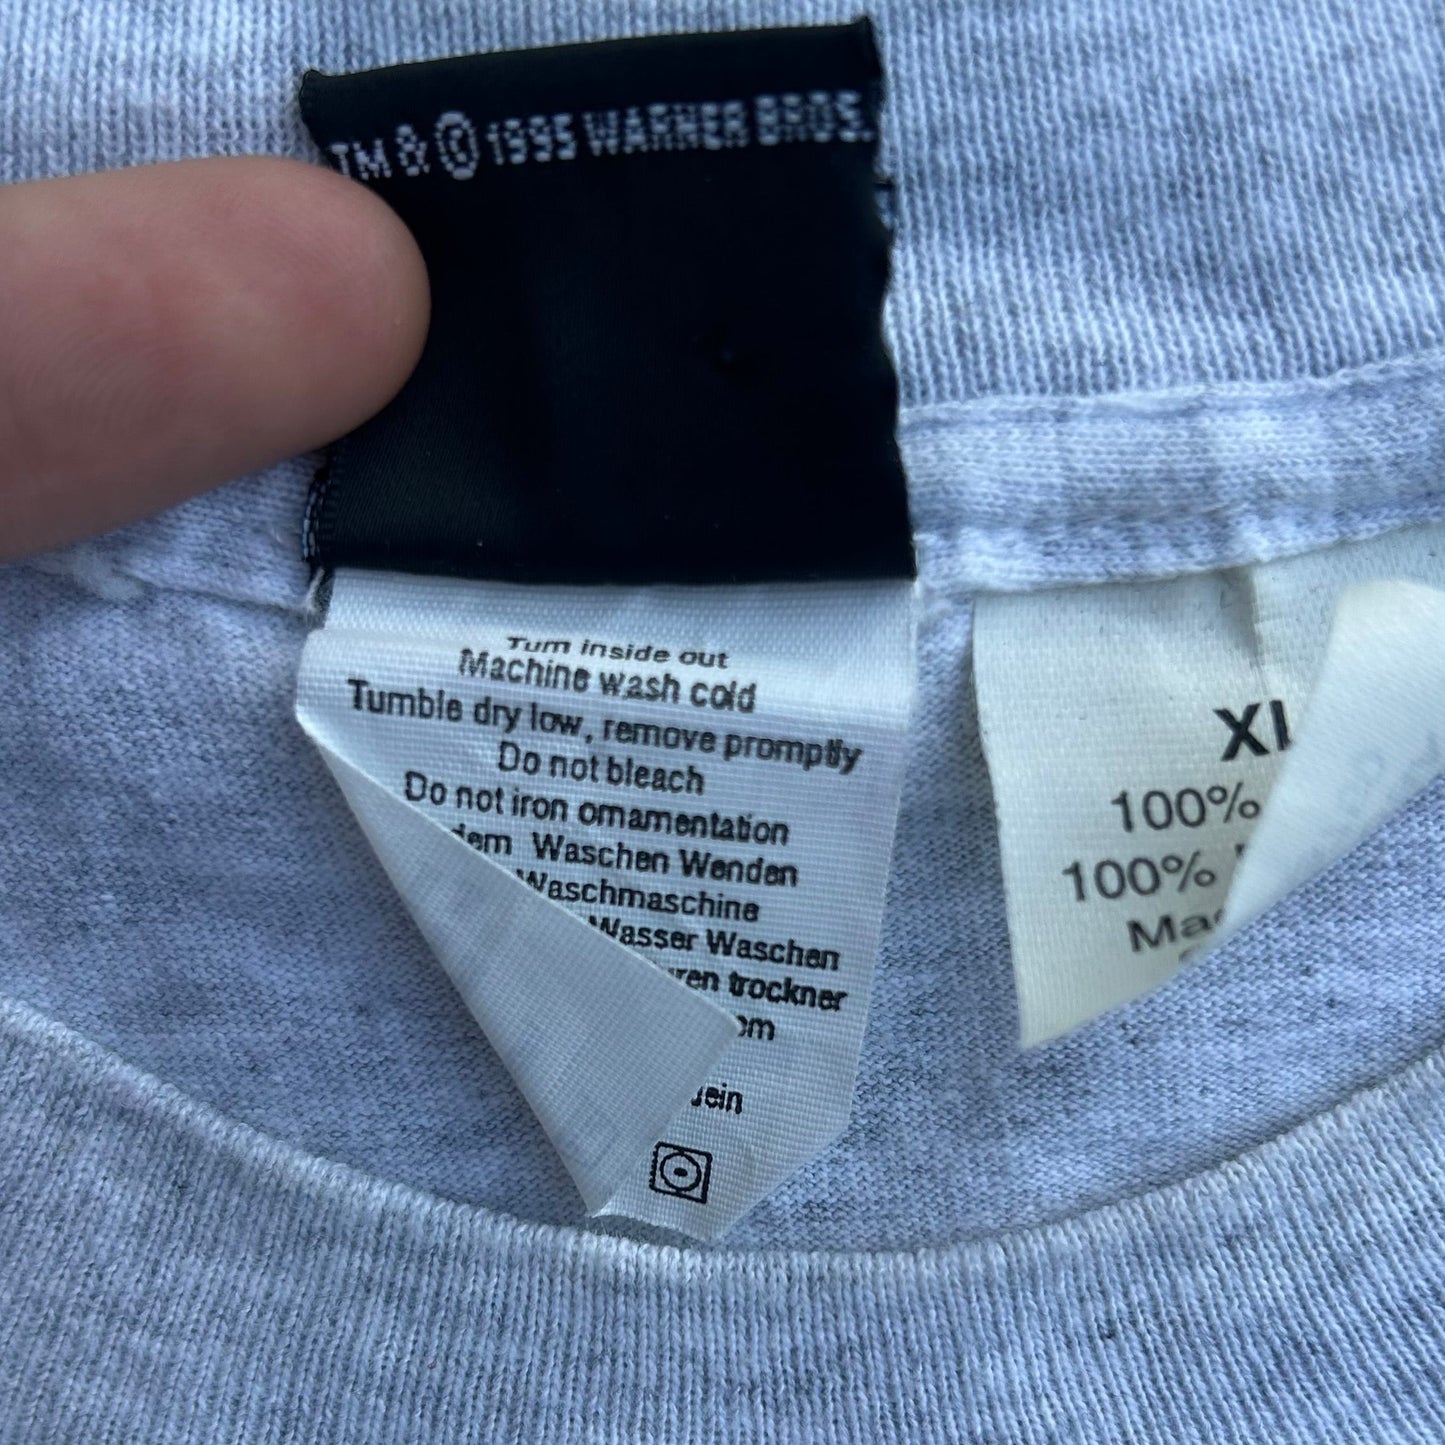 TM & © 1995 WARNER BROS.
Turn inside out
Machine wash cold
Tumble dry low, remove promptly
Do not bleach
Do not iron ornamentation
Waschen Wenden
Waschmaschine
Wasser Waschen
trockner
XL
100%
100%